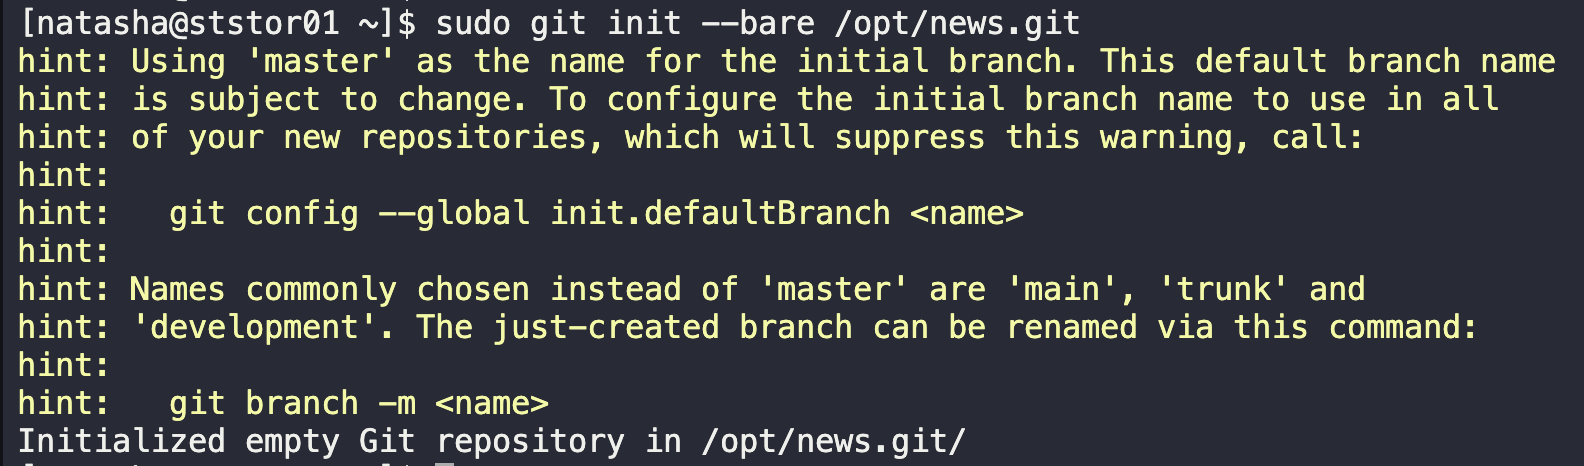 [natasha@ststor01 ~]$ sudo git init --bare /opt/news.git
hint: Using 'master' as the name for the initial branch. This default branch name
hint: is subject to change. To configure the initial branch name to use in all
hint: of your new repositories, which will suppress this warning, call:
hint:
hint:   git config --global init.defaultBranch <name>
hint:
hint: Names commonly chosen instead of 'master' are 'main', 'trunk' and
hint: 'development'. The just-created branch can be renamed via this command:
hint:
hint:   git branch -m <name>
Initialized empty Git repository in /opt/news.git/